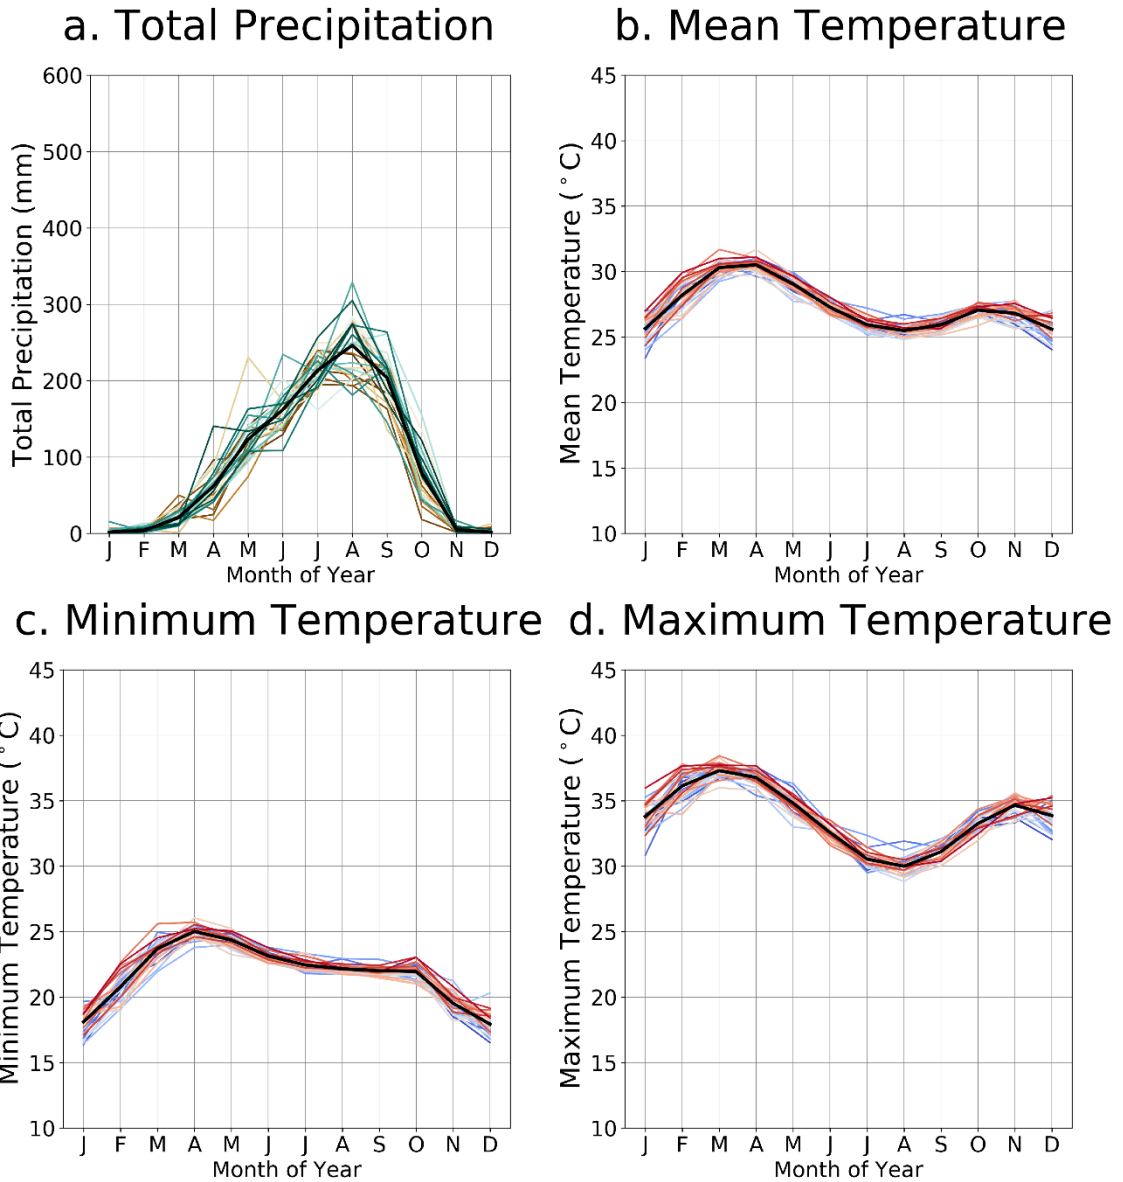 a. Total Precipitation
600
500
400
300
200
100
0
Total Precipitation (mm)
J F M A M J J A S O N D
Month of Year
b. Mean Temperature
45
40
35
30
25
20
15
10
Mean Temperature (°C)
J F M A M J J A S O N D
Month of Year
c. Minimum Temperature
45
40
35
30
25
20
15
10
Minimum Temperature (°C)
J F M A M J J A S O N D
Month of Year
d. Maximum Temperature
45
40
35
30
25
20
15
10
Maximum Temperature (°C)
J F M A M J J A S O N D
Month of Year